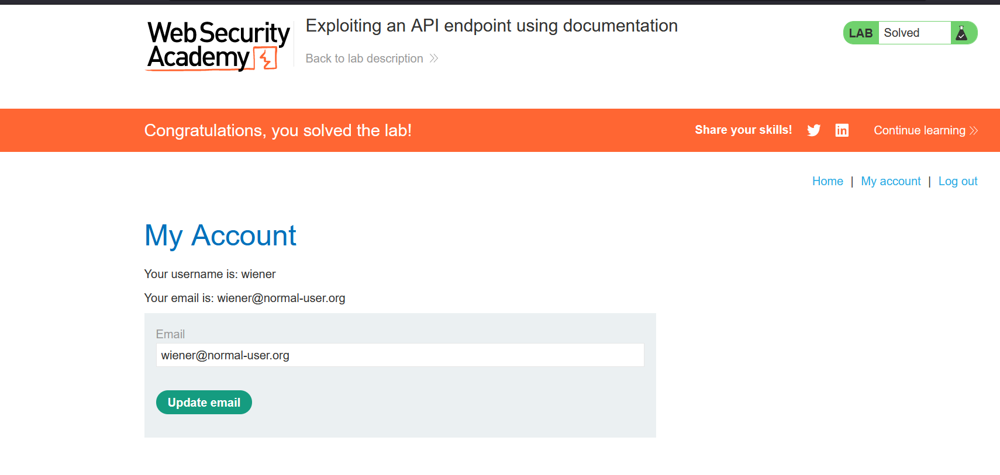 Web Security
Academy
Exploiting an API endpoint using documentation
Back to lab description
LAB Solved
Congratulations, you solved the lab!
Share your skills!
Continue learning
Home | My account | Log out
My Account
Your username is: wiener
Your email is: wiener@normal-user.org
Email
wiener@normal-user.org
Update email